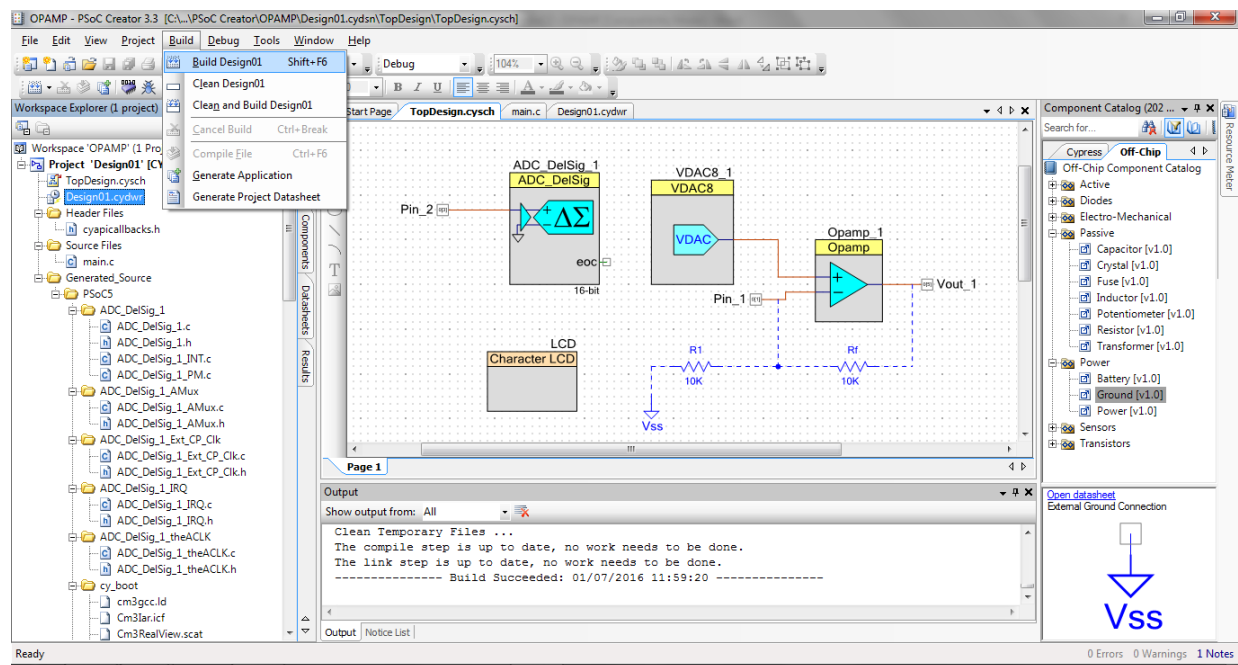 OPAMP - PSoC Creator 3.3 [C:\...\PSoC Creator\OPAMP\Design01.cydsn\TopDesign\TopDesign.cysch]
File Edit View Project Build Debug Tools Window Help
Debug 104%
B I U A
Build Design01 Shift+F6
Clean Design01
Clean and Build Design01
Cancel Build Ctrl+Break
Compile File Ctrl+F6
Generate Application
Generate Project Datasheet
Workspace Explorer (1 project)
Workspace 'OPAMP' (1 Proj
Project 'Design01' [CY
TopDesign.cysch
Design01.cydwr
Header Files
cyapicallbacks.h
Source Files
main.c
Generated_Source
PSoC5
ADC_DelSig_1
ADC_DelSig_1.c
ADC_DelSig_1.h
ADC_DelSig_1_INT.c
ADC_DelSig_1_PM.c
ADC_DelSig_1_AMux
ADC_DelSig_1_AMux.c
ADC_DelSig_1_AMux.h
ADC_DelSig_1_Ext_CP_Clk
ADC_DelSig_1_Ext_CP_Clk.c
ADC_DelSig_1_Ext_CP_Clk.h
ADC_DelSig_1_IRQ
ADC_DelSig_1_IRQ.c
ADC_DelSig_1_IRQ.h
ADC_DelSig_1_theACLK
ADC_DelSig_1_theACLK.c
ADC_DelSig_1_theACLK.h
cy_boot
cm3gcc.ld
Cm3Iar.icf
Cm3RealView.scat
Components
Datasheets
Results
Start Page TopDesign.cysch main.c Design01.cydwr
ADC_DelSig_1
ADC_DelSig
Pin_2
ΔΣ
eoc
16-bit
VDAC8_1
VDAC8
VDAC
Opamp_1
Opamp
Vout_1
Pin_1
LCD
Character LCD
R1
10K
Rf
10K
Vss
Page 1
Output
Show output from: All
Clean Temporary Files ...
The compile step is up to date, no work needs to be done.
The link step is up to date, no work needs to be done.
--------------- Build Succeeded: 01/07/2016 11:59:20 ---------------
Output Notice List
Component Catalog (202 ...
Search for...
Cypress Off-Chip
Off-Chip Component Catalog
Active
Diodes
Electro-Mechanical
Passive
Capacitor [v1.0]
Crystal [v1.0]
Fuse [v1.0]
Inductor [v1.0]
Potentiometer [v1.0]
Resistor [v1.0]
Transformer [v1.0]
Power
Battery [v1.0]
Ground [v1.0]
Power [v1.0]
Sensors
Transistors
Open datasheet
External Ground Connection
Vss
Resource Meter
Ready
0 Errors 0 Warnings 1 Notes